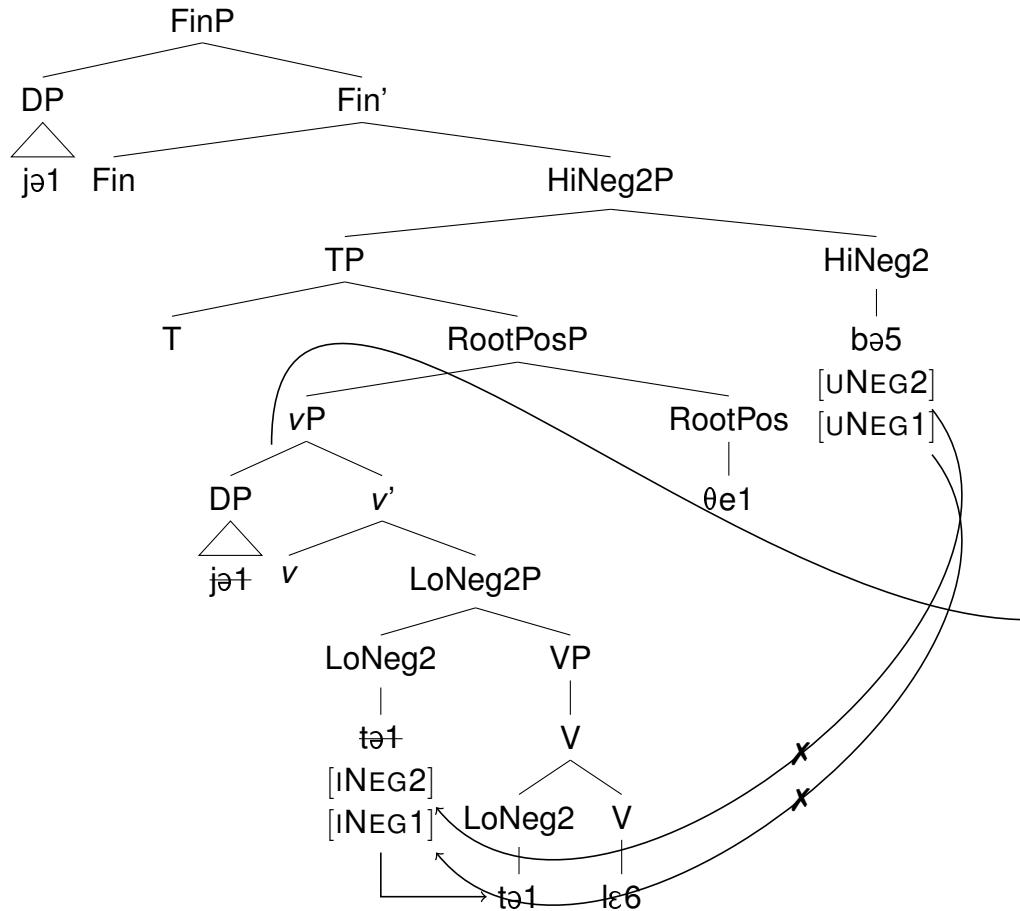 FinP
DP Fin'
jə1 Fin HiNeg2P
TP HiNeg2
T RootPosP bə5
[UNEG2]
vP RootPos [UNEG1]
DP v' θe1
jə1 v LoNeg2P
LoNeg2 VP
tə1 V
[INEG2]
[INEG1] LoNeg2 V
tə1 lɛ6